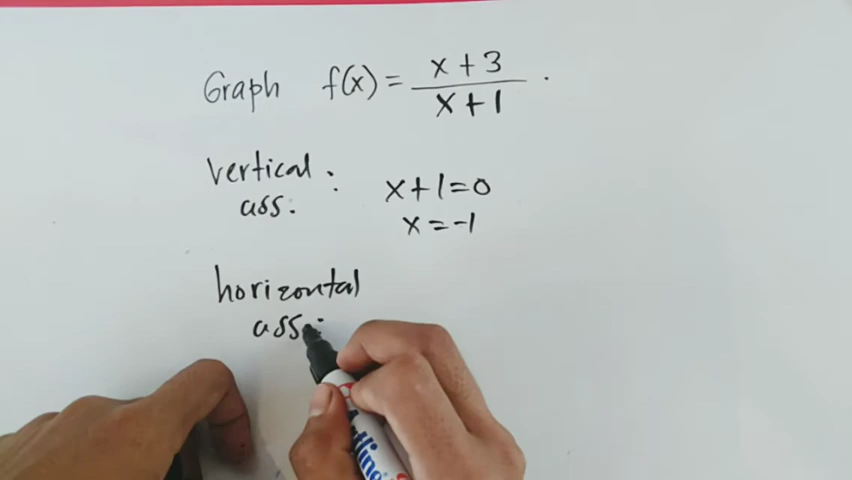 Graph f(x) = x + 3 / x + 1 .
vertical :
ass.
x + 1 = 0
x = -1
horizontal
ass :